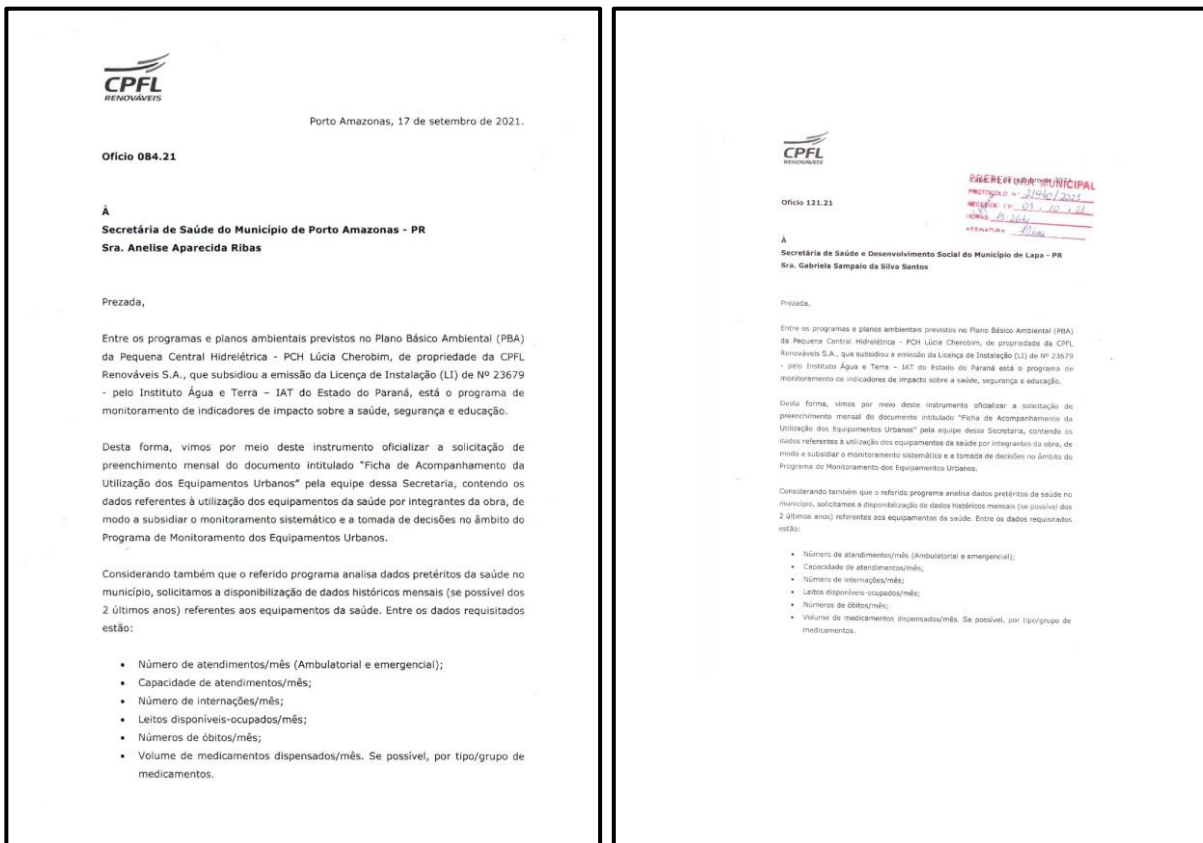 CPFL
RENOVÁVEIS
Porto Amazonas, 17 de setembro de 2021.
Ofício 084.21
À
Secretária de Saúde do Município de Porto Amazonas - PR
Sra. Anelise Aparecida Ribas
Prezada,
Entre os programas e planos ambientais previstos no Plano Básico Ambiental (PBA)
da Pequena Central Hidrelétrica - PCH Lúcia Cherobim, de propriedade da CPFL
Renováveis S.A., que subsidiou a emissão da Licença de Instalação (LI) de Nº 23679
- pelo Instituto Água e Terra – IAT do Estado do Paraná, está o programa de
monitoramento de indicadores de impacto sobre a saúde, segurança e educação.
Desta forma, vimos por meio deste instrumento oficializar a solicitação de
preenchimento mensal do documento intitulado "Ficha de Acompanhamento da
Utilização dos Equipamentos Urbanos" pela equipe dessa Secretaria, contendo os
dados referentes à utilização dos equipamentos da saúde por integrantes da obra, de
modo a subsidiar o monitoramento sistemático e a tomada de decisões no âmbito do
Programa de Monitoramento dos Equipamentos Urbanos.
Considerando também que o referido programa analisa dados pretéritos da saúde no
município, solicitamos a disponibilização de dados históricos mensais (se possível dos
2 últimos anos) referentes aos equipamentos da saúde. Entre os dados requisitados
estão:
• Número de atendimentos/mês (Ambulatorial e emergencial);
• Capacidade de atendimentos/mês;
• Número de internações/mês;
• Leitos disponíveis-ocupados/mês;
• Números de óbitos/mês;
• Volume de medicamentos dispensados/mês. Se possível, por tipo/grupo de
medicamentos.
CPFL
RENOVÁVEIS
PREFEITURA MUNICIPAL
PROTOCOLO Nº
Ofício 121.21
À
Secretária de Saúde e Desenvolvimento Social do Município de Lapa - PR
Sra. Gabriela Sampaio da Silva Santos
Prezada,
Entre os programas e planos ambientais previstos no Plano Básico Ambiental (PBA)
da Pequena Central Hidrelétrica - PCH Lúcia Cherobim, de propriedade da CPFL
Renováveis S.A., que subsidiou a emissão da Licença de Instalação (LI) de Nº 23679
- pelo Instituto Água e Terra – IAT do Estado do Paraná está o programa de
monitoramento de indicadores de impacto sobre a saúde, segurança e educação.
Desta forma, vimos por meio deste instrumento oficializar a solicitação de
preenchimento mensal do documento intitulado "Ficha de Acompanhamento da
Utilização dos Equipamentos Urbanos" pela equipe dessa Secretaria, contendo os
dados referentes à utilização dos equipamentos da saúde por integrantes da obra, de
modo a subsidiar o monitoramento sistemático e a tomada de decisões no âmbito do
Programa de Monitoramento dos Equipamentos Urbanos.
Considerando também que o referido programa analisa dados pretéritos da saúde no
município, solicitamos a disponibilização de dados históricos mensais (se possível dos
2 últimos anos) referentes aos equipamentos da saúde. Entre os dados requisitados
estão:
• Número de atendimentos/mês (Ambulatorial e emergencial);
• Capacidade de atendimentos/mês;
• Número de internações/mês;
• Leitos disponíveis-ocupados/mês;
• Números de óbitos/mês;
• Volume de medicamentos dispensados/mês. Se possível, por tipo/grupo de
medicamentos.